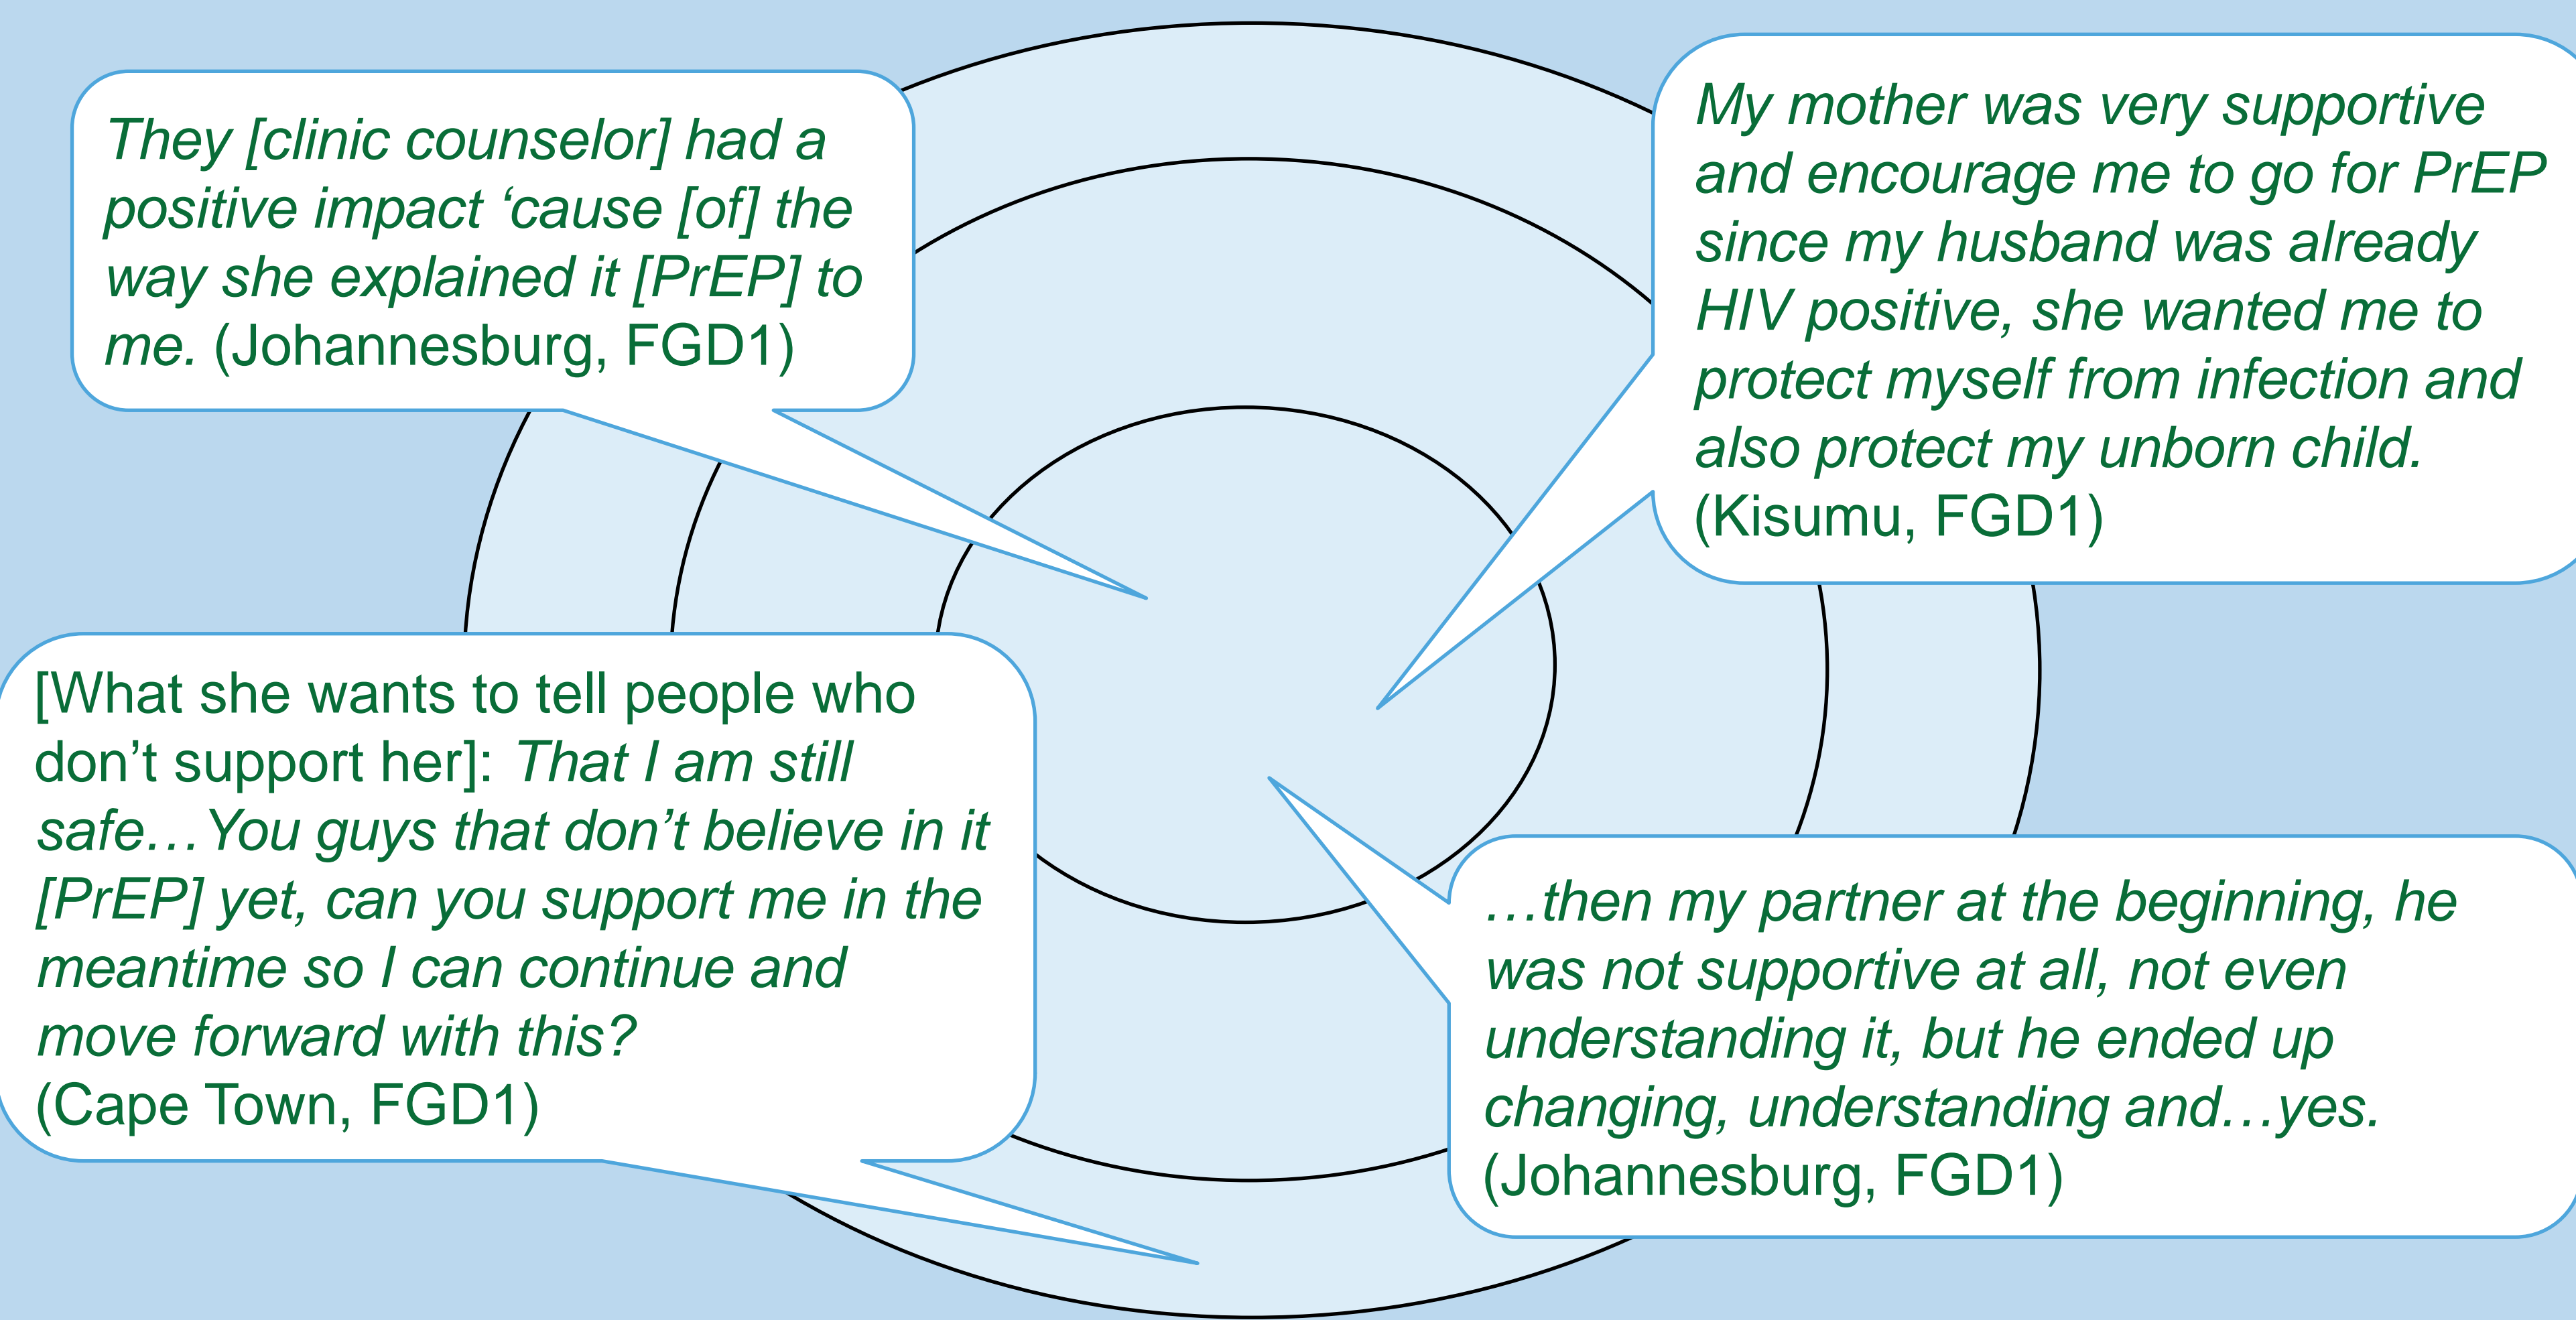 They [clinic counselor] had a
positive impact ‘cause [of] the
way she explained it [PrEP] to
me. (Johannesburg, FGD1)
My mother was very supportive
and encourage me to go for PrEP
since my husband was already
HIV positive, she wanted me to
protect myself from infection and
also protect my unborn child.
(Kisumu, FGD1)
[What she wants to tell people who
don’t support her]: That I am still
safe…You guys that don’t believe in it
[PrEP] yet, can you support me in the
meantime so I can continue and
move forward with this?
(Cape Town, FGD1)
…then my partner at the beginning, he
was not supportive at all, not even
understanding it, but he ended up
changing, understanding and…yes.
(Johannesburg, FGD1)